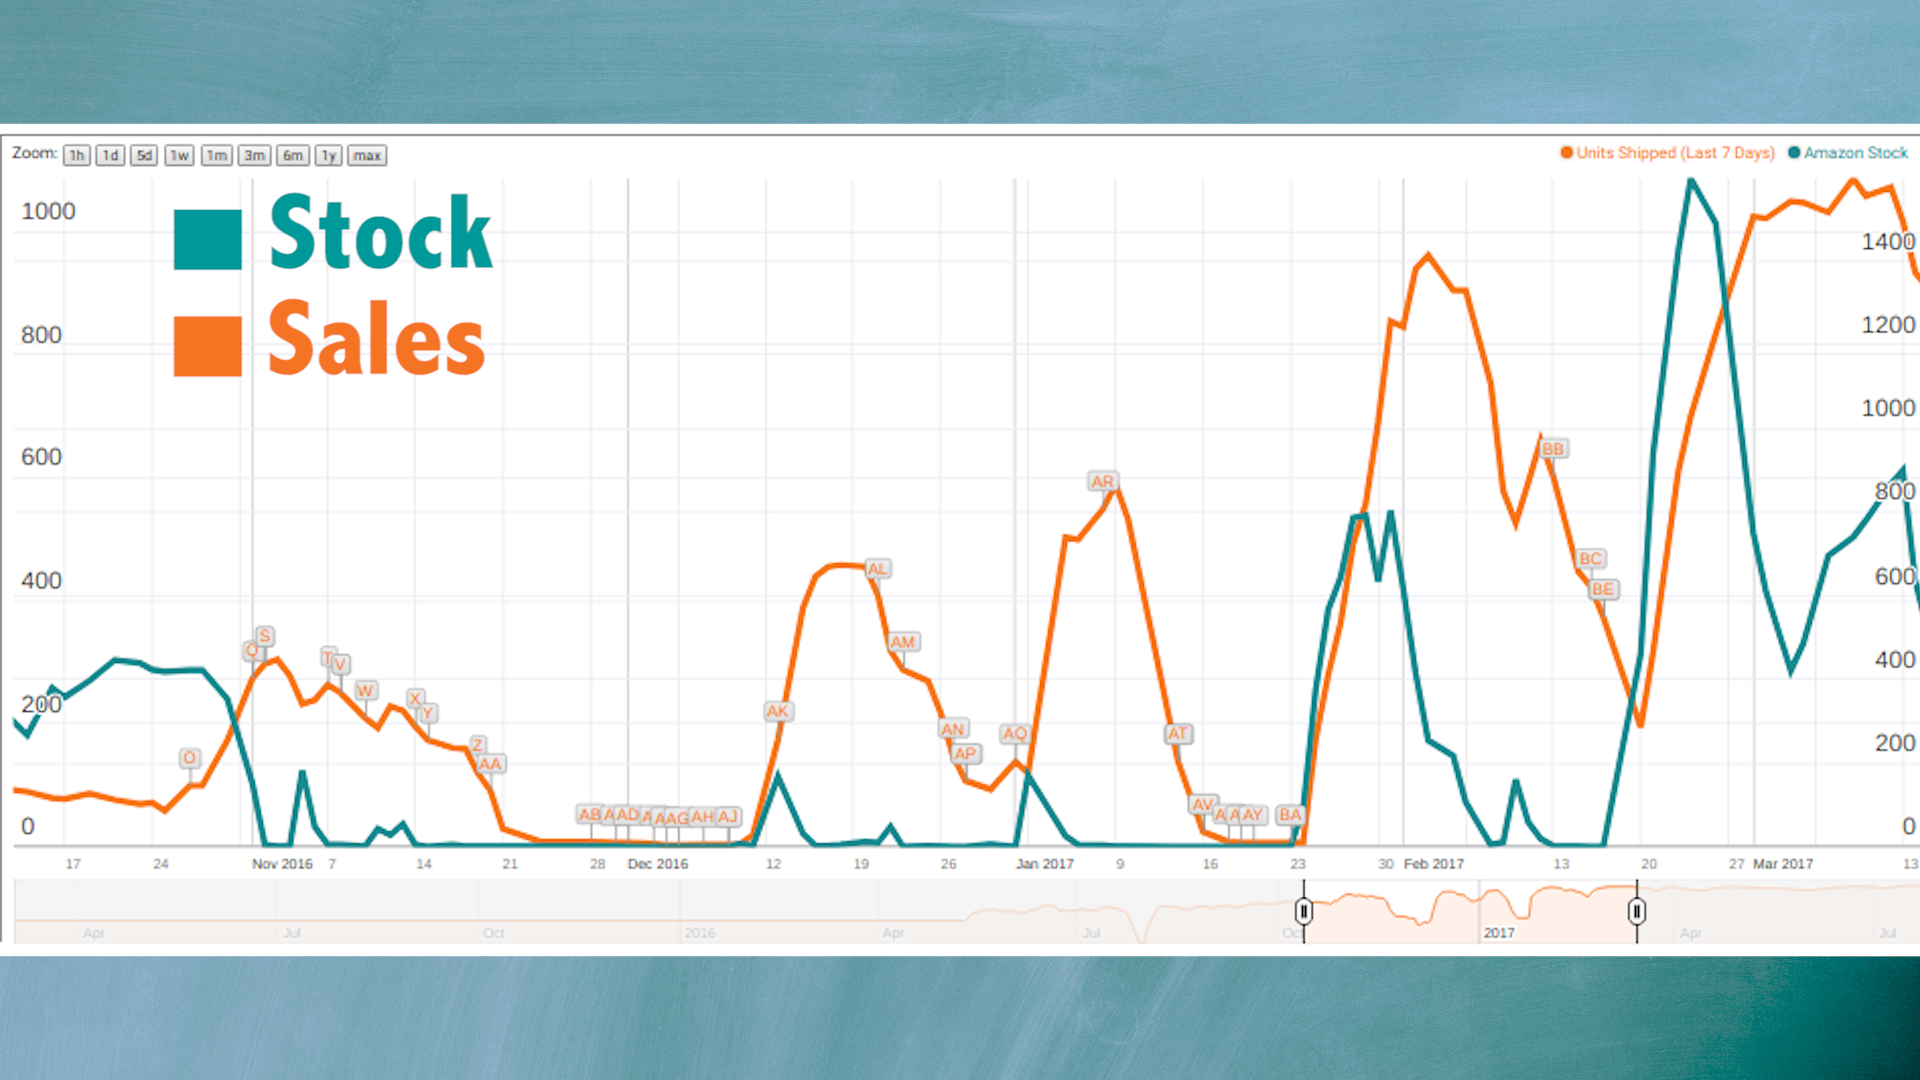 Zoom: 1h 1d 5d 1w 1m 3m 6m 1y max
Units Shipped (Last 7 Days) Amazon Stock
Stock
Sales
1000
800
600
400
200
0
1400
1200
1000
800
600
400
200
0
O
Q
S
T
V
W
X
Y
Z
AA
AB
AD
AG
AH
AJ
AK
AL
AM
AN
AP
AQ
AR
AT
AV
AY
BA
BB
BC
BE
17 24 Nov 2016 7 14 21 28 Dec 2016 12 19 26 Jan 2017 9 16 23 30 Feb 2017 13 20 27 Mar 2017 13
Apr Jul Oct 2016 Apr Jul 2017 Apr Jul